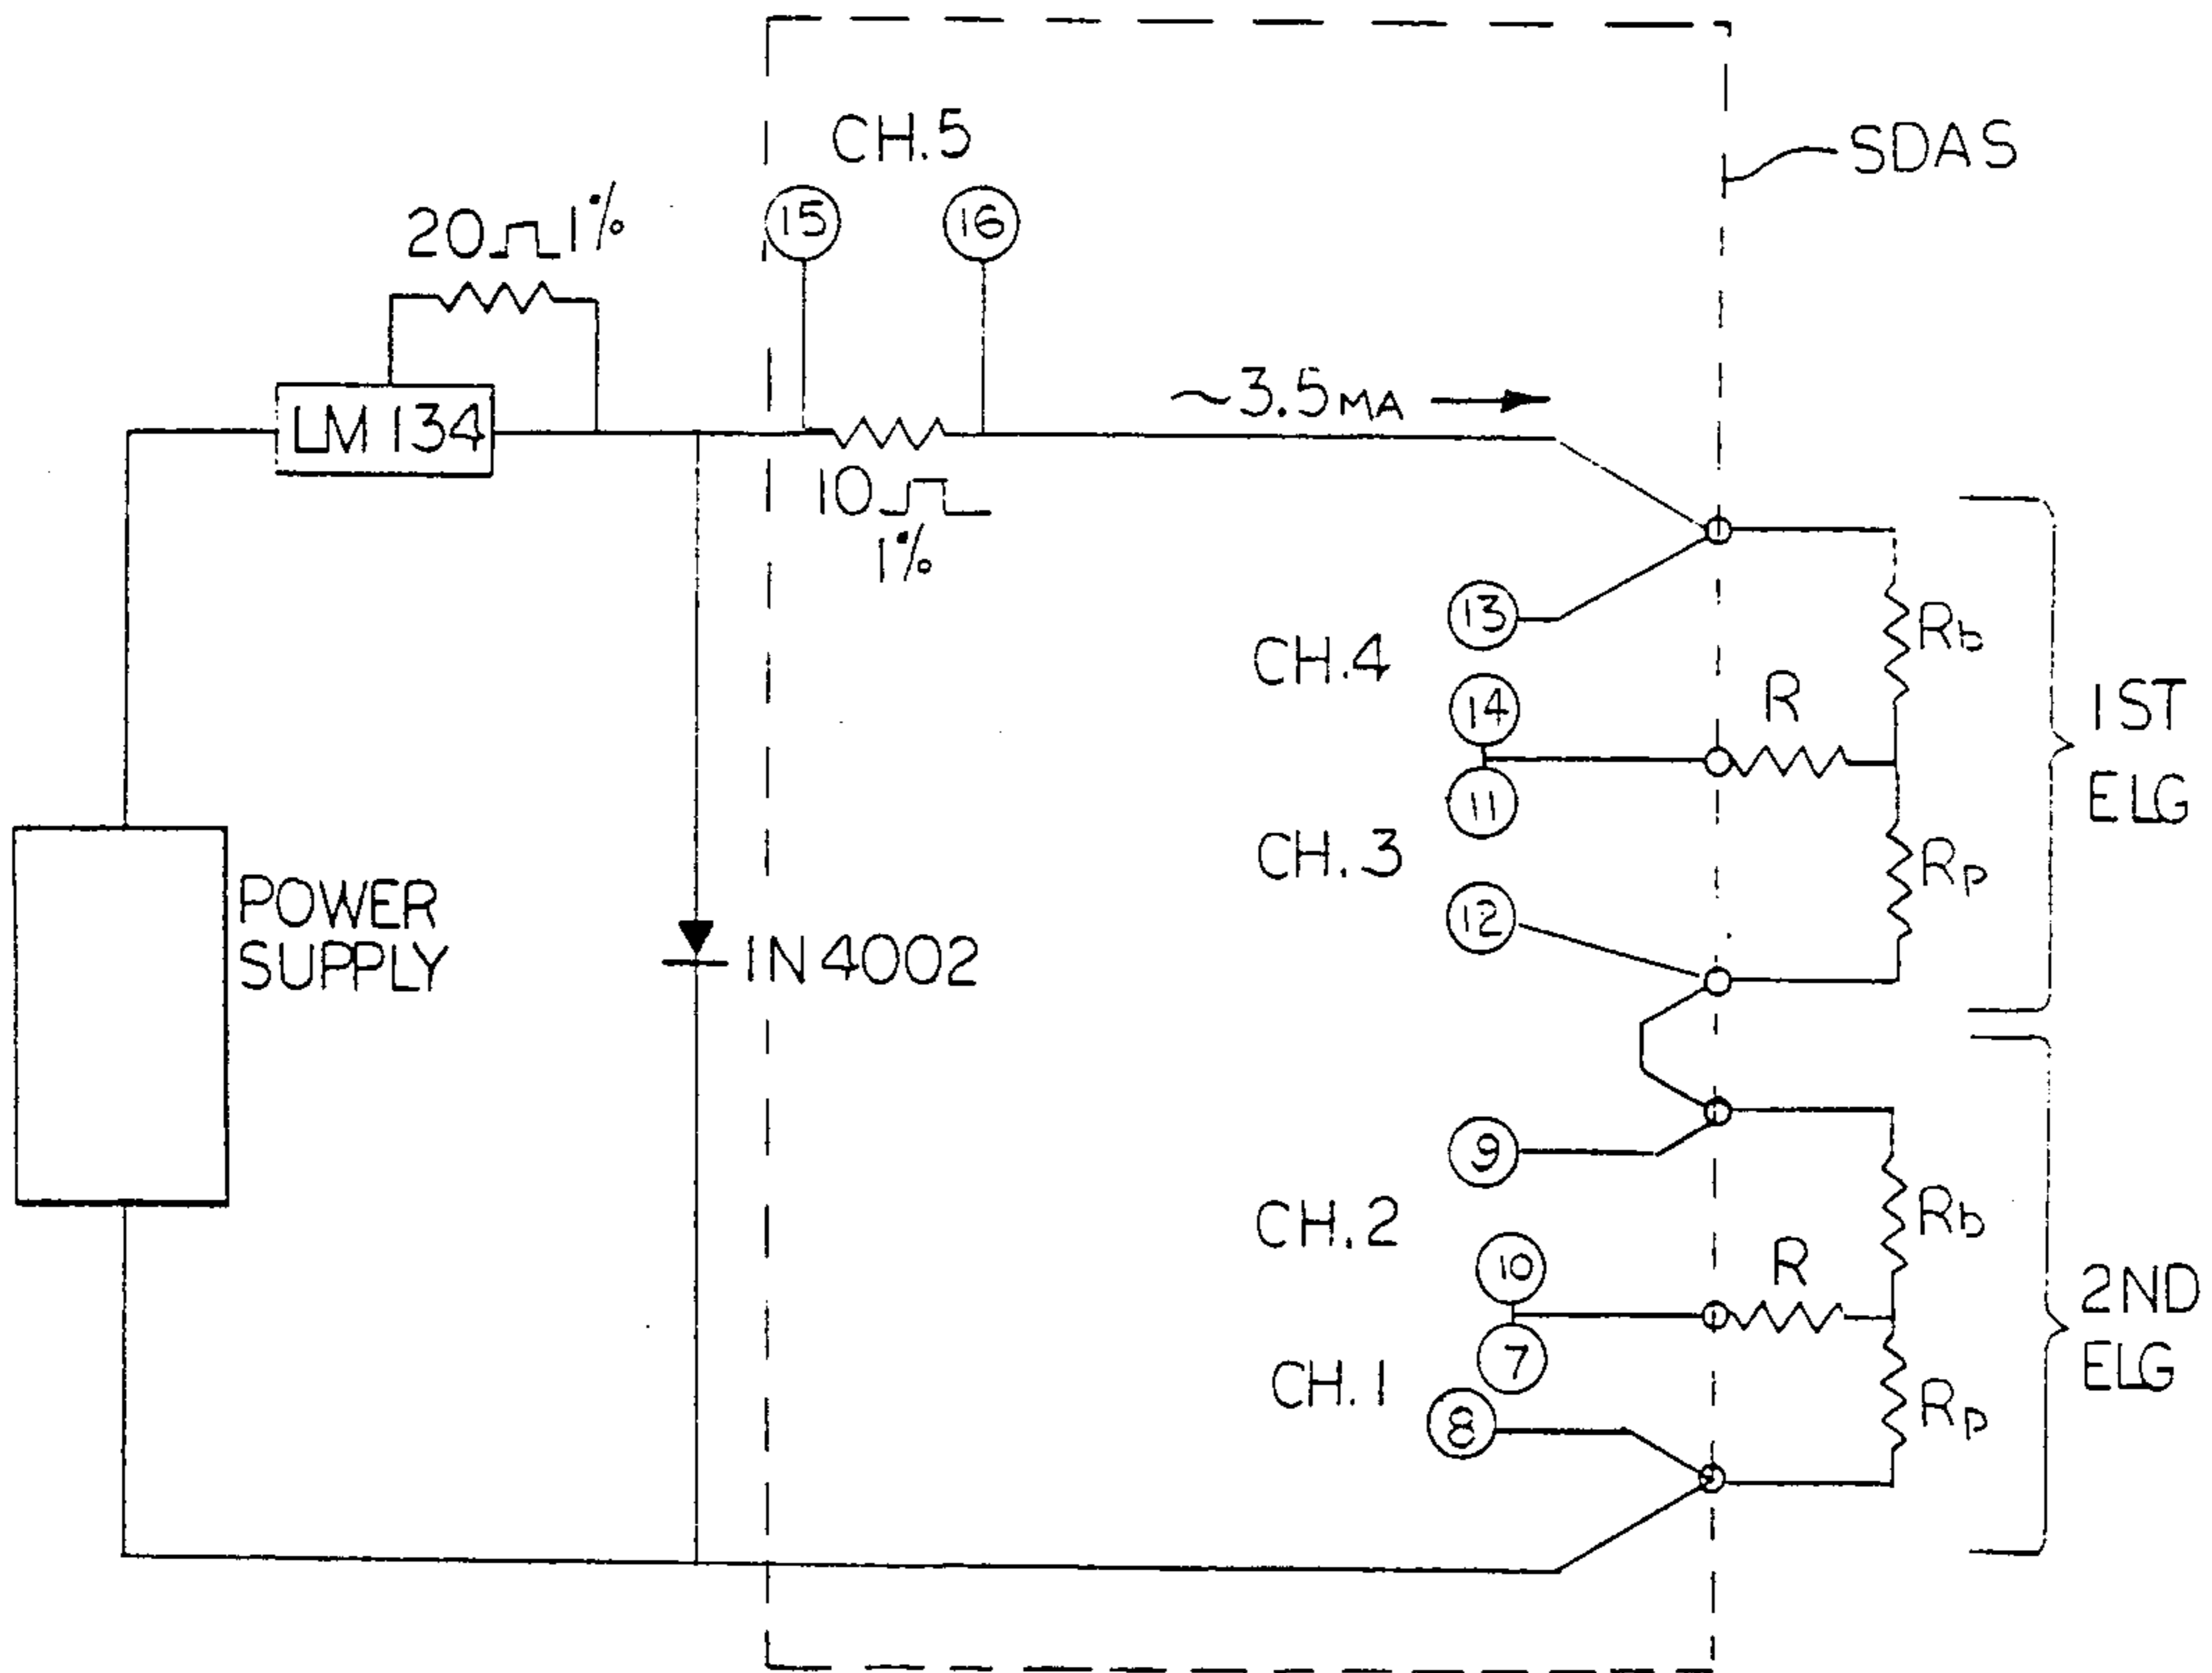 CH.5
SDAS
20Ω 1%
15
16
~3.5MA
LM 134
10Ω
1%
13
Rb
CH.4
14
R
1ST
ELG
11
CH.3
Rp
12
POWER
SUPPLY
1N4002
9
CH.2
Rb
10
R
2ND
ELG
7
CH.1
Rp
8